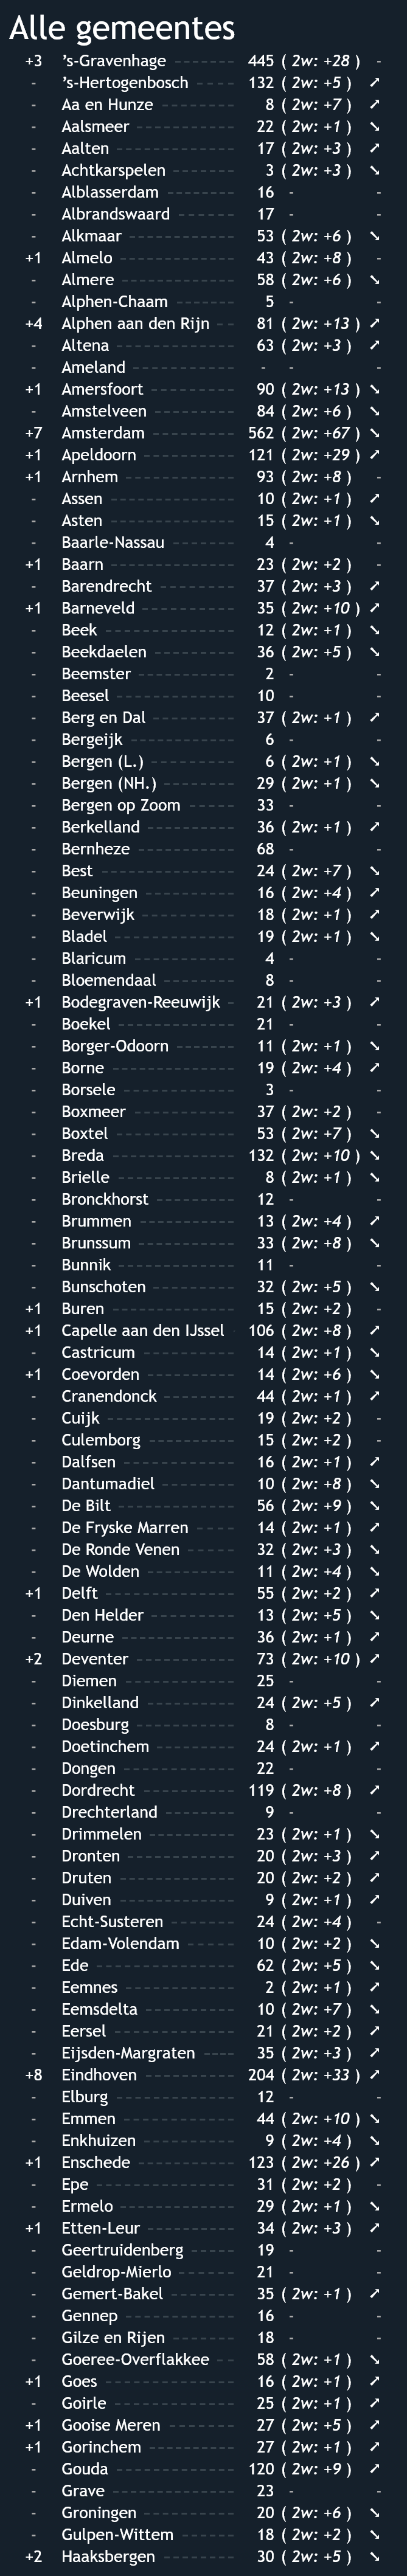 Alle gemeentes
+3 ’s-Gravenhage 445 ( 2w: +28 ) -
- ’s-Hertogenbosch 132 ( 2w: +5 ) ➚
- Aa en Hunze 8 ( 2w: +7 ) ➚
- Aalsmeer 22 ( 2w: +1 ) ➘
- Aalten 17 ( 2w: +3 ) ➚
- Achtkarspelen 3 ( 2w: +3 ) ➘
- Alblasserdam 16 - -
- Albrandswaard 17 - -
- Alkmaar 53 ( 2w: +6 ) ➘
+1 Almelo 43 ( 2w: +8 ) -
- Almere 58 ( 2w: +6 ) ➘
- Alphen-Chaam 5 - -
+4 Alphen aan den Rijn 81 ( 2w: +13 ) ➚
- Altena 63 ( 2w: +3 ) ➚
- Ameland - - -
+1 Amersfoort 90 ( 2w: +13 ) ➘
- Amstelveen 84 ( 2w: +6 ) ➘
+7 Amsterdam 562 ( 2w: +67 ) ➘
+1 Apeldoorn 121 ( 2w: +29 ) ➚
+1 Arnhem 93 ( 2w: +8 ) -
- Assen 10 ( 2w: +1 ) ➚
- Asten 15 ( 2w: +1 ) ➘
- Baarle-Nassau 4 - -
+1 Baarn 23 ( 2w: +2 ) -
- Barendrecht 37 ( 2w: +3 ) ➚
+1 Barneveld 35 ( 2w: +10 ) ➚
- Beek 12 ( 2w: +1 ) ➘
- Beekdaelen 36 ( 2w: +5 ) ➘
- Beemster 2 - -
- Beesel 10 - -
- Berg en Dal 37 ( 2w: +1 ) ➚
- Bergeijk 6 - -
- Bergen (L.) 6 ( 2w: +1 ) ➘
- Bergen (NH.) 29 ( 2w: +1 ) ➘
- Bergen op Zoom 33 - -
- Berkelland 36 ( 2w: +1 ) ➚
- Bernheze 68 - -
- Best 24 ( 2w: +7 ) ➘
- Beuningen 16 ( 2w: +4 ) ➚
- Beverwijk 18 ( 2w: +1 ) ➚
- Bladel 19 ( 2w: +1 ) ➘
- Blaricum 4 - -
- Bloemendaal 8 - -
+1 Bodegraven-Reeuwijk 21 ( 2w: +3 ) ➚
- Boekel 21 - -
- Borger-Odoorn 11 ( 2w: +1 ) ➘
- Borne 19 ( 2w: +4 ) ➚
- Borsele 3 - -
- Boxmeer 37 ( 2w: +2 ) -
- Boxtel 53 ( 2w: +7 ) ➘
- Breda 132 ( 2w: +10 ) ➘
- Brielle 8 ( 2w: +1 ) ➘
- Bronckhorst 12 - -
- Brummen 13 ( 2w: +4 ) ➚
- Brunssum 33 ( 2w: +8 ) ➘
- Bunnik 11 - -
- Bunschoten 32 ( 2w: +5 ) ➘
+1 Buren 15 ( 2w: +2 ) -
+1 Capelle aan den IJssel 106 ( 2w: +8 ) ➚
- Castricum 14 ( 2w: +1 ) ➘
+1 Coevorden 14 ( 2w: +6 ) ➘
- Cranendonck 44 ( 2w: +1 ) ➚
- Cuijk 19 ( 2w: +2 ) -
- Culemborg 15 ( 2w: +2 ) -
- Dalfsen 16 ( 2w: +1 ) ➚
- Dantumadiel 10 ( 2w: +8 ) ➘
- De Bilt 56 ( 2w: +9 ) ➘
- De Fryske Marren 14 ( 2w: +1 ) ➚
- De Ronde Venen 32 ( 2w: +3 ) ➘
- De Wolden 11 ( 2w: +4 ) ➘
+1 Delft 55 ( 2w: +2 ) ➚
- Den Helder 13 ( 2w: +5 ) ➘
- Deurne 36 ( 2w: +1 ) ➚
+2 Deventer 73 ( 2w: +10 ) ➚
- Diemen 25 - -
- Dinkelland 24 ( 2w: +5 ) ➚
- Doesburg 8 - -
- Doetinchem 24 ( 2w: +1 ) ➚
- Dongen 22 - -
- Dordrecht 119 ( 2w: +8 ) ➚
- Drechterland 9 - -
- Drimmelen 23 ( 2w: +1 ) ➘
- Dronten 20 ( 2w: +3 ) ➚
- Druten 20 ( 2w: +2 ) ➚
- Duiven 9 ( 2w: +1 ) ➚
- Echt-Susteren 24 ( 2w: +4 ) -
- Edam-Volendam 10 ( 2w: +2 ) ➘
- Ede 62 ( 2w: +5 ) ➘
- Eemnes 2 ( 2w: +1 ) ➚
- Eemsdelta 10 ( 2w: +7 ) ➘
- Eersel 21 ( 2w: +2 ) ➚
- Eijsden-Margraten 35 ( 2w: +3 ) ➚
+8 Eindhoven 204 ( 2w: +33 ) ➚
- Elburg 12 - -
- Emmen 44 ( 2w: +10 ) ➘
- Enkhuizen 9 ( 2w: +4 ) ➘
+1 Enschede 123 ( 2w: +26 ) ➚
- Epe 31 ( 2w: +2 ) -
- Ermelo 29 ( 2w: +1 ) ➘
+1 Etten-Leur 34 ( 2w: +3 ) ➚
- Geertruidenberg 19 - -
- Geldrop-Mierlo 21 - -
- Gemert-Bakel 35 ( 2w: +1 ) ➚
- Gennep 16 - -
- Gilze en Rijen 18 - -
- Goeree-Overflakkee 58 ( 2w: +1 ) ➘
+1 Goes 16 ( 2w: +1 ) ➚
- Goirle 25 ( 2w: +1 ) ➚
+1 Gooise Meren 27 ( 2w: +5 ) ➚
+1 Gorinchem 27 ( 2w: +1 ) ➚
- Gouda 120 ( 2w: +9 ) ➚
- Grave 23 - -
- Groningen 20 ( 2w: +6 ) ➘
- Gulpen-Wittem 18 ( 2w: +2 ) ➘
+2 Haaksbergen 30 ( 2w: +5 ) ➘